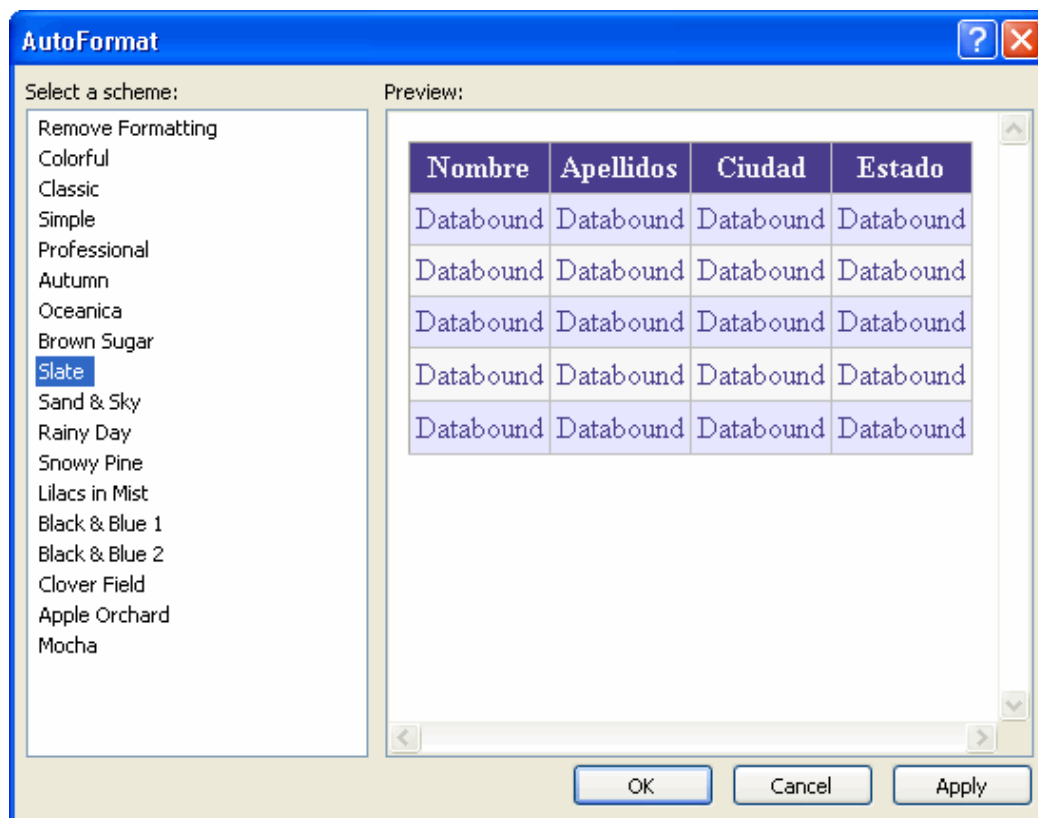 AutoFormat
Select a scheme:
Remove Formatting
Colorful
Classic
Simple
Professional
Autumn
Oceanica
Brown Sugar
Slate
Sand & Sky
Rainy Day
Snowy Pine
Lilacs in Mist
Black & Blue 1
Black & Blue 2
Clover Field
Apple Orchard
Mocha
Preview:
Nombre Apellidos Ciudad Estado
Databound Databound Databound Databound
Databound Databound Databound Databound
Databound Databound Databound Databound
Databound Databound Databound Databound
Databound Databound Databound Databound
OK Cancel Apply